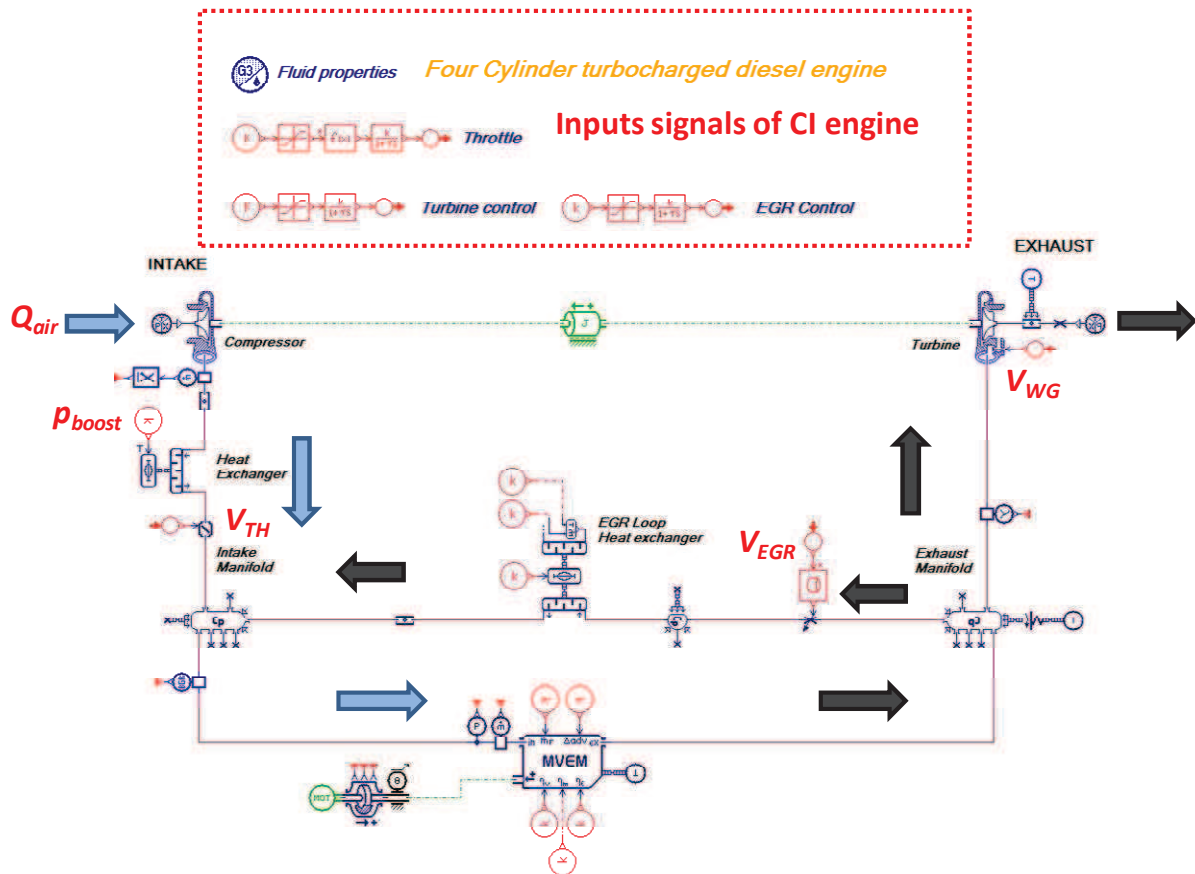 G3
Fluid properties
Four Cylinder turbocharged diesel engine
Throttle
Inputs signals of CI engine
Turbine control
k
EGR Control
INTAKE
EXHAUST
Q_air
Compressor
J
Turbine
V_WG
p_boost
Heat
Exchanger
k
k
V_TH
EGR Loop
Heat exchanger
V_EGR
Intake
Manifold
Exhaust
Manifold
k
MVEM
MOT